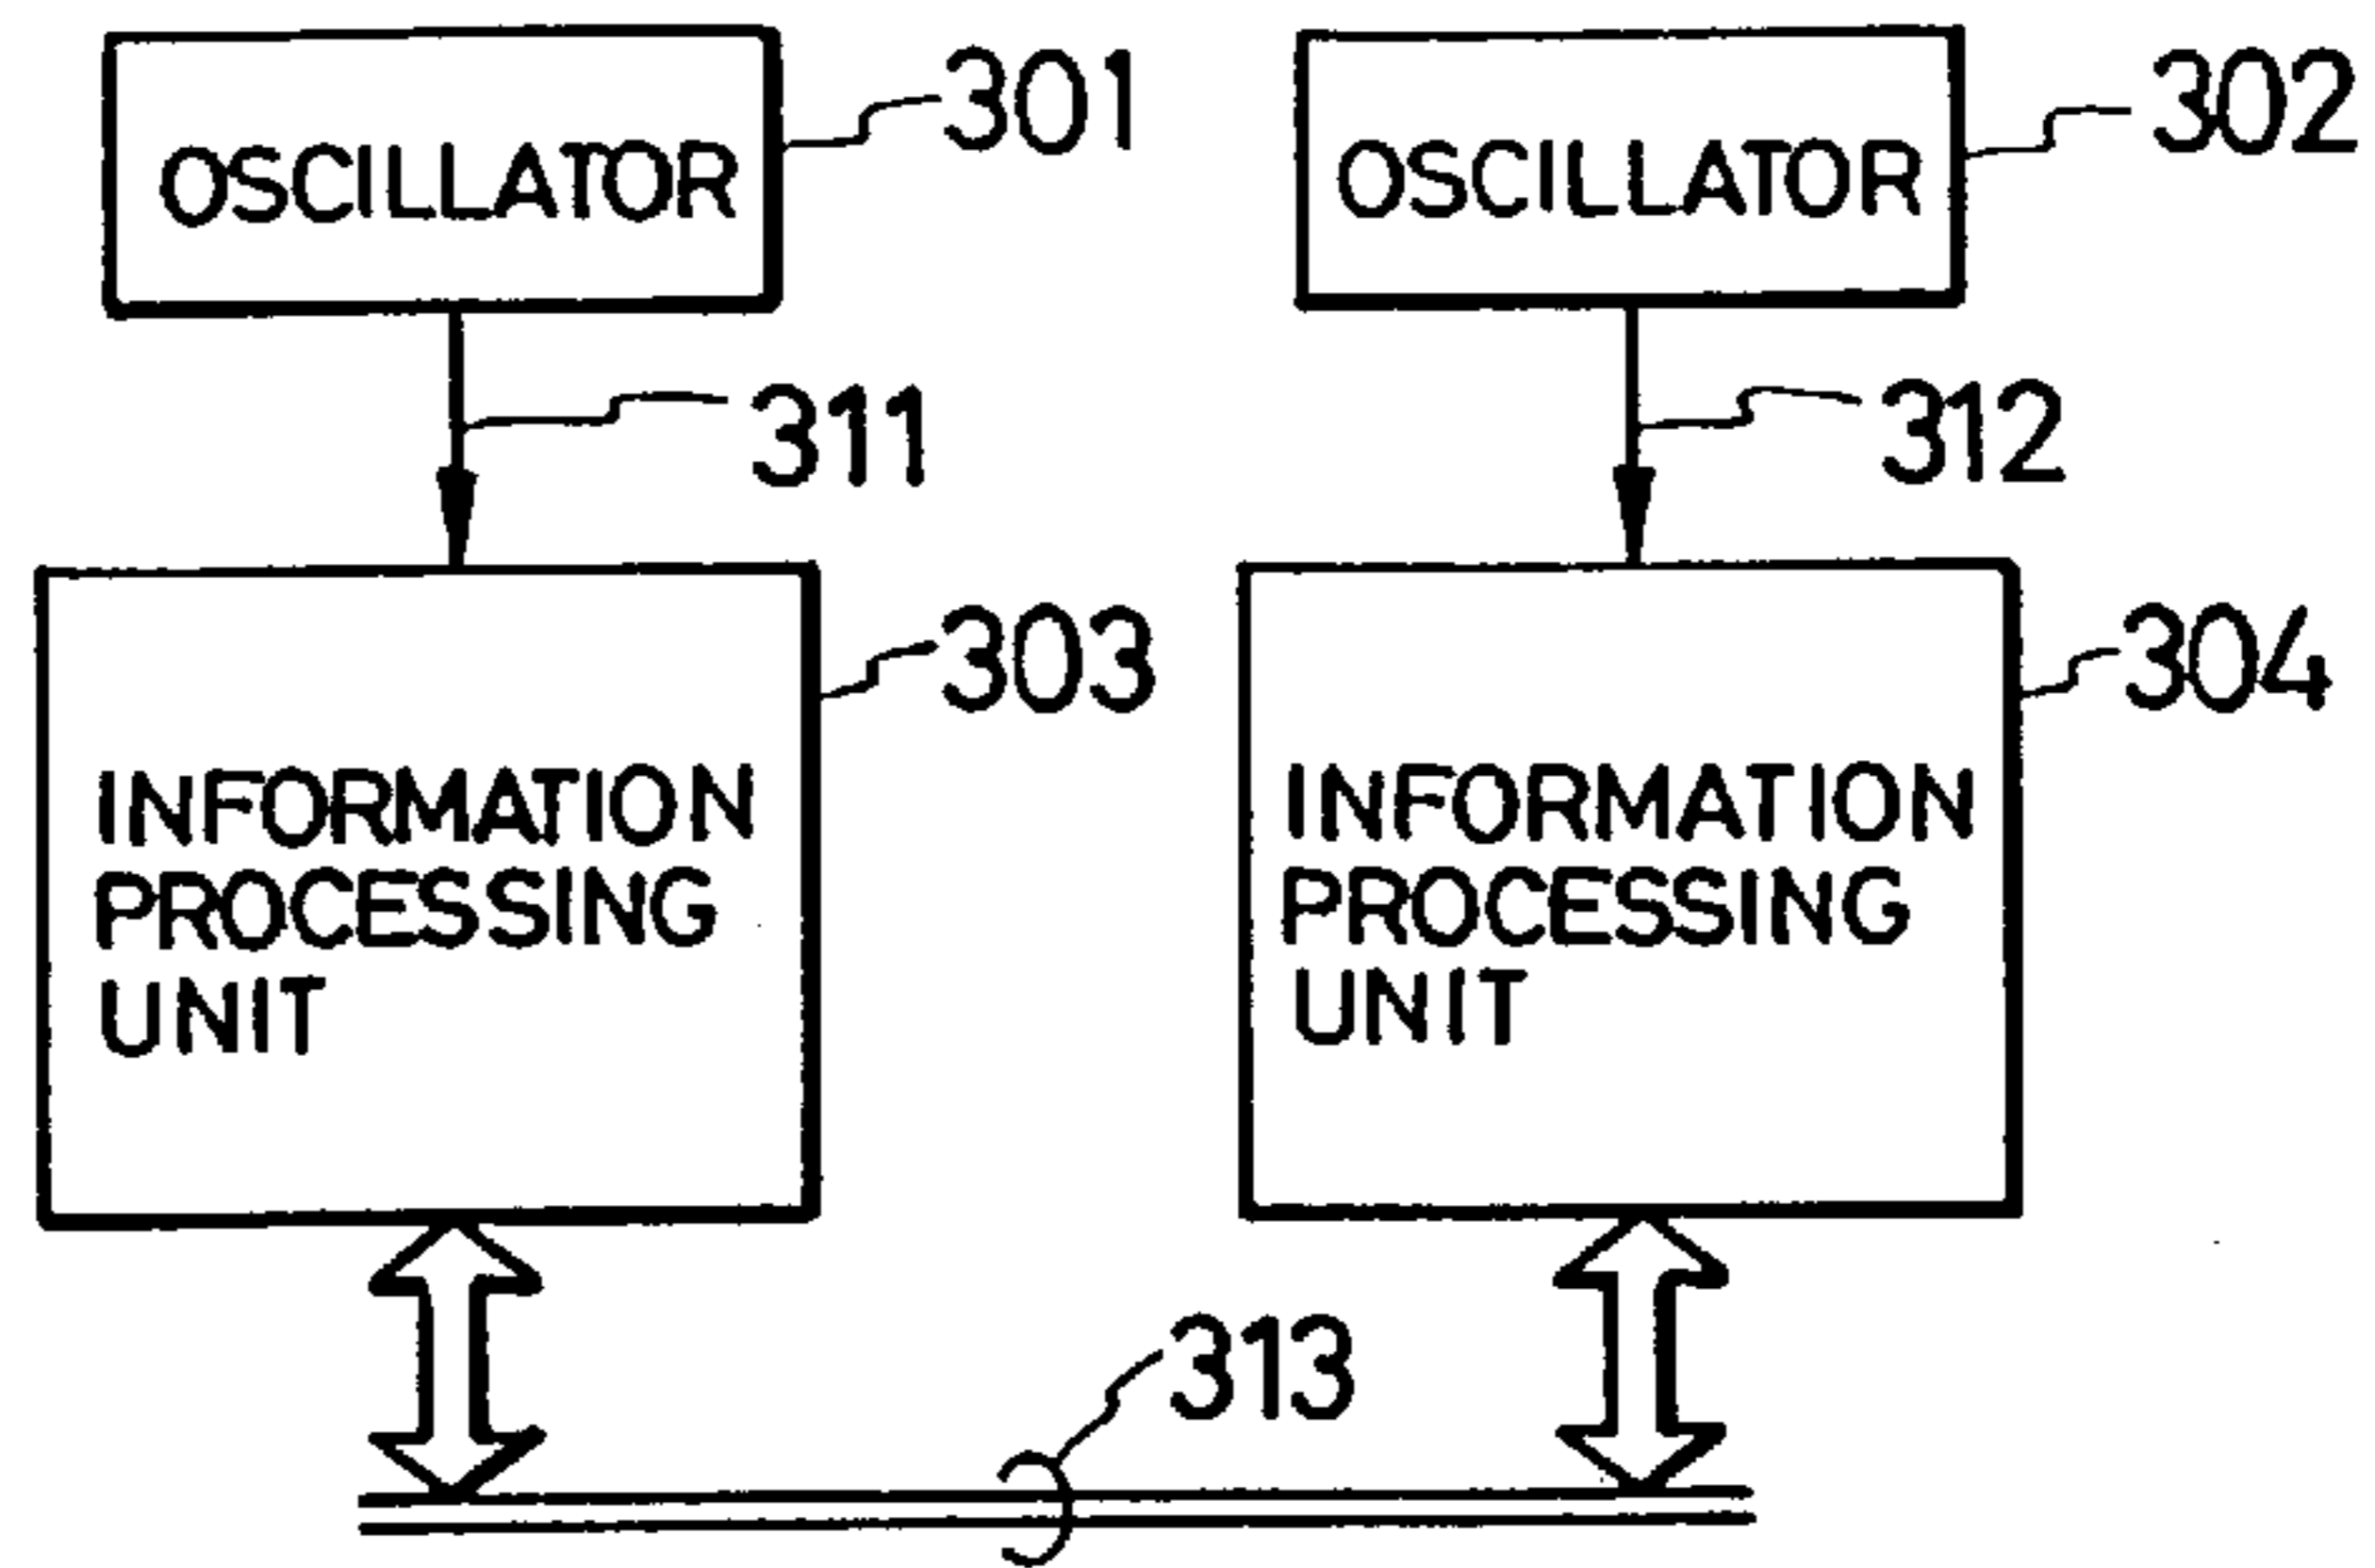 OSCILLATOR
301
OSCILLATOR
302
311
312
303
304
INFORMATION
PROCESSING
UNIT
INFORMATION
PROCESSING
UNIT
313